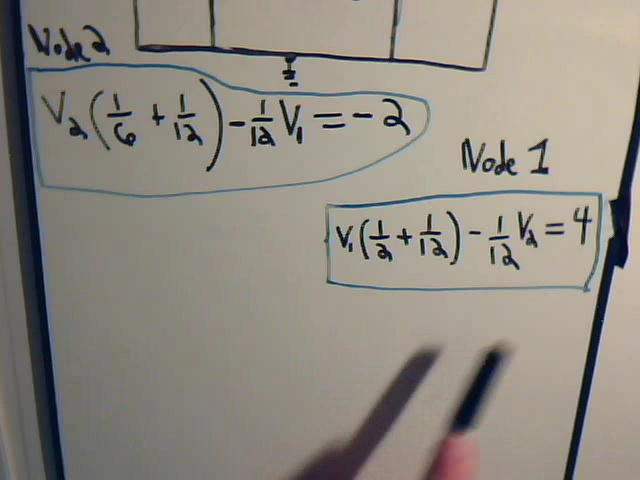 Node 2
V₂(1/6 + 1/12) - 1/12 V₁ = -2
Node 1
V₁(1/2 + 1/12) - 1/12 V₂ = 4